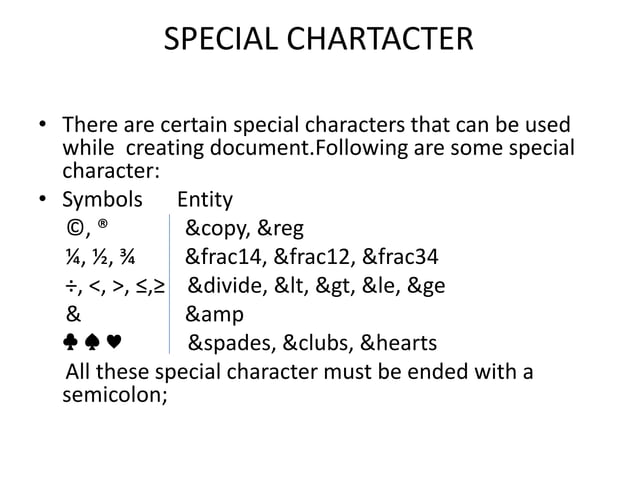 SPECIAL CHARTACTER
• There are certain special characters that can be used
while creating document.Following are some special
character:
• Symbols Entity
©, ® &copy, &reg
¼, ½, ¾ &frac14, &frac12, &frac34
÷, <, >, ≤,≥ &divide, &lt, &gt, &le, &ge
& &amp
♣ ♠ ♥ &spades, &clubs, &hearts
All these special character must be ended with a
semicolon;